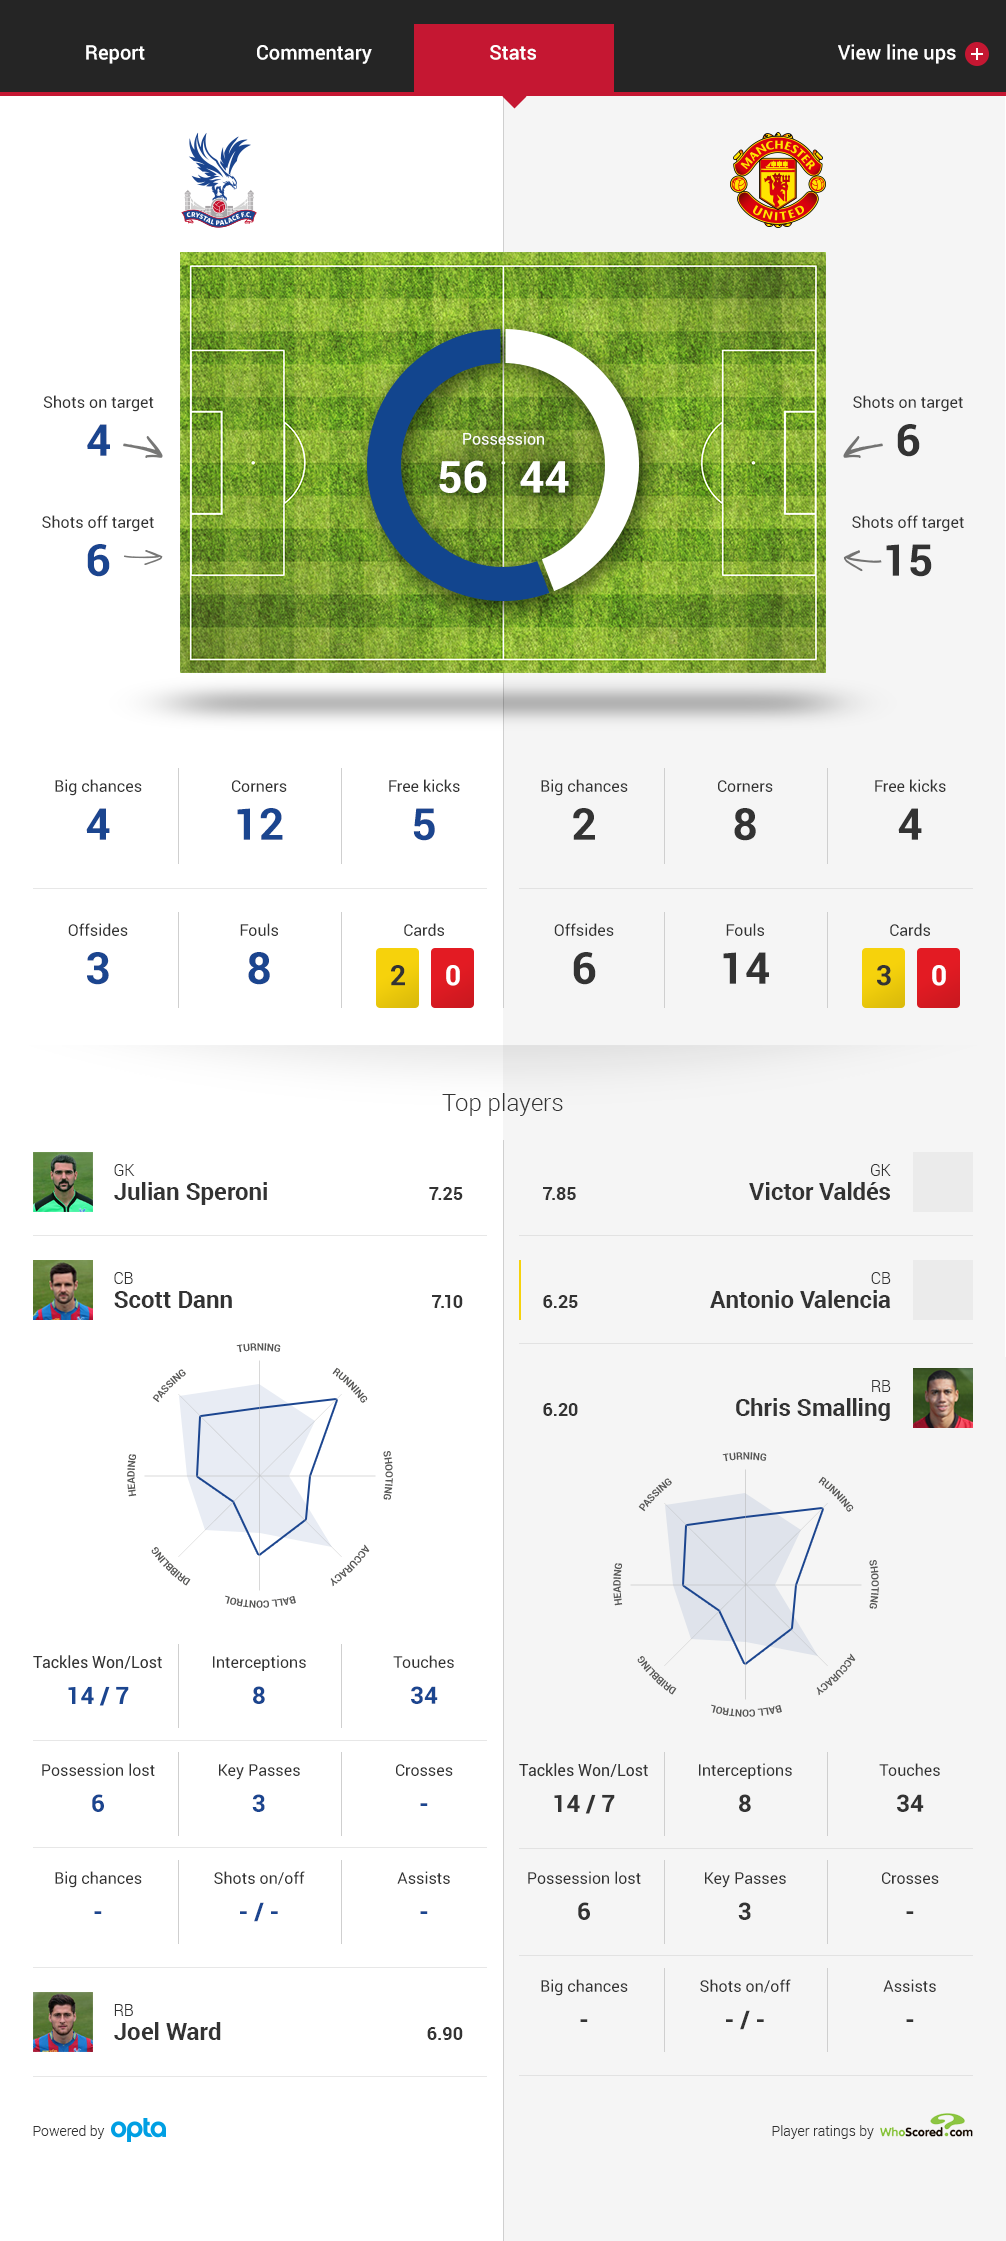 Report
Commentary
Stats
View line ups
CRYSTAL PALACE F.C.
MANCHESTER
UNITED
Shots on target
4
Shots off target
6
Possession
56 44
Shots on target
6
Shots off target
15
Big chances Corners Free kicks
4 12 5
Offsides Fouls Cards
3 8 2 0
Big chances Corners Free kicks
2 8 4
Offsides Fouls Cards
6 14 3 0
Top players
GK
Julian Speroni 7.25
CB
Scott Dann 7.10
TURNING
RUNNING
SHOOTING
ACCURACY
BALL CONTROL
DRIBBLING
HEADING
PASSING
Tackles Won/Lost Interceptions Touches
14 / 7 8 34
Possession lost Key Passes Crosses
6 3 -
Big chances Shots on/off Assists
- - / - -
RB
Joel Ward 6.90
Powered by opta
GK
7.85 Victor Valdés
CB
6.25 Antonio Valencia
RB
6.20 Chris Smalling
TURNING
RUNNING
SHOOTING
ACCURACY
BALL CONTROL
DRIBBLING
HEADING
PASSING
Tackles Won/Lost Interceptions Touches
14 / 7 8 34
Possession lost Key Passes Crosses
6 3 -
Big chances Shots on/off Assists
- - / - -
Player ratings by WhoScored.com